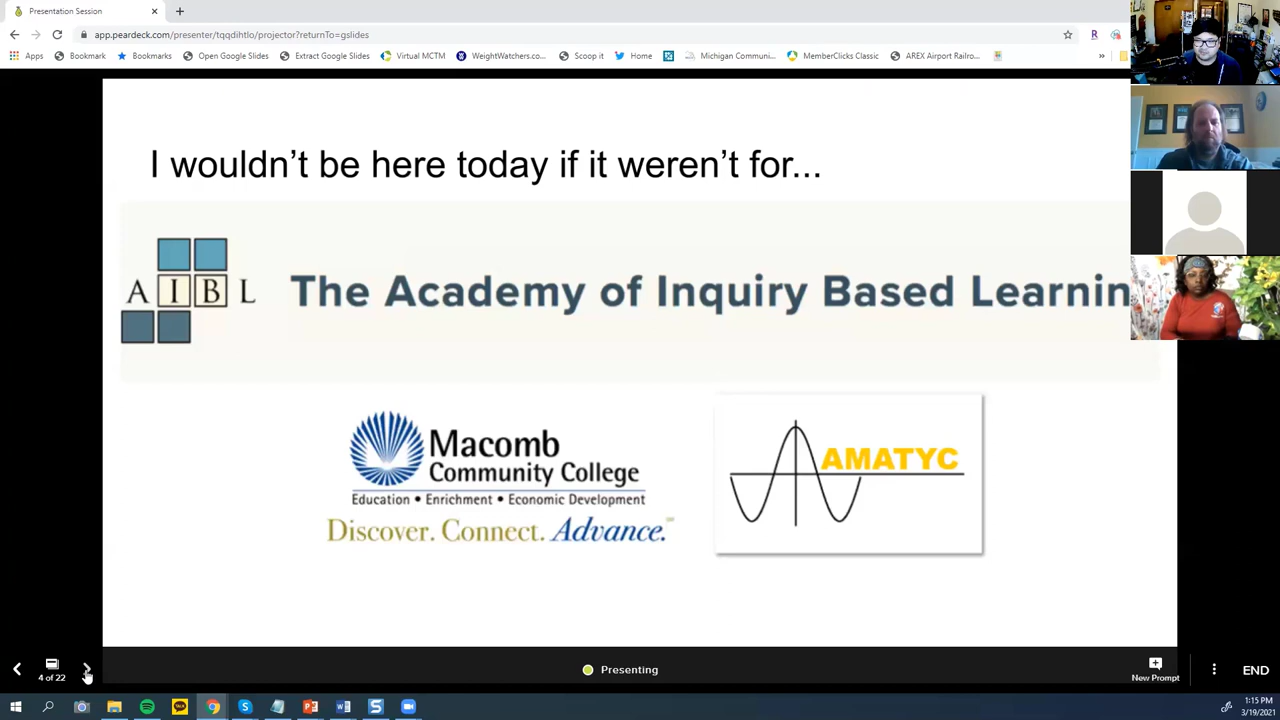 Presentation Session
app.peardeck.com/presenter/tqqdihtlo/projector?returnTo=gslides
Apps Bookmark Bookmarks Open Google Slides Extract Google Slides Virtual MCTM WeightWatchers.co... Scoop it Home Michigan Communi... MemberClicks Classic AREX Airport Railro... »
I wouldn't be here today if it weren't for...
A I B L
The Academy of Inquiry Based Learnin
Macomb
Community College
Education • Enrichment • Economic Development
Discover. Connect. Advance.
AMATYC
4 of 22
Presenting
New Prompt
END
1:15 PM
3/19/2021